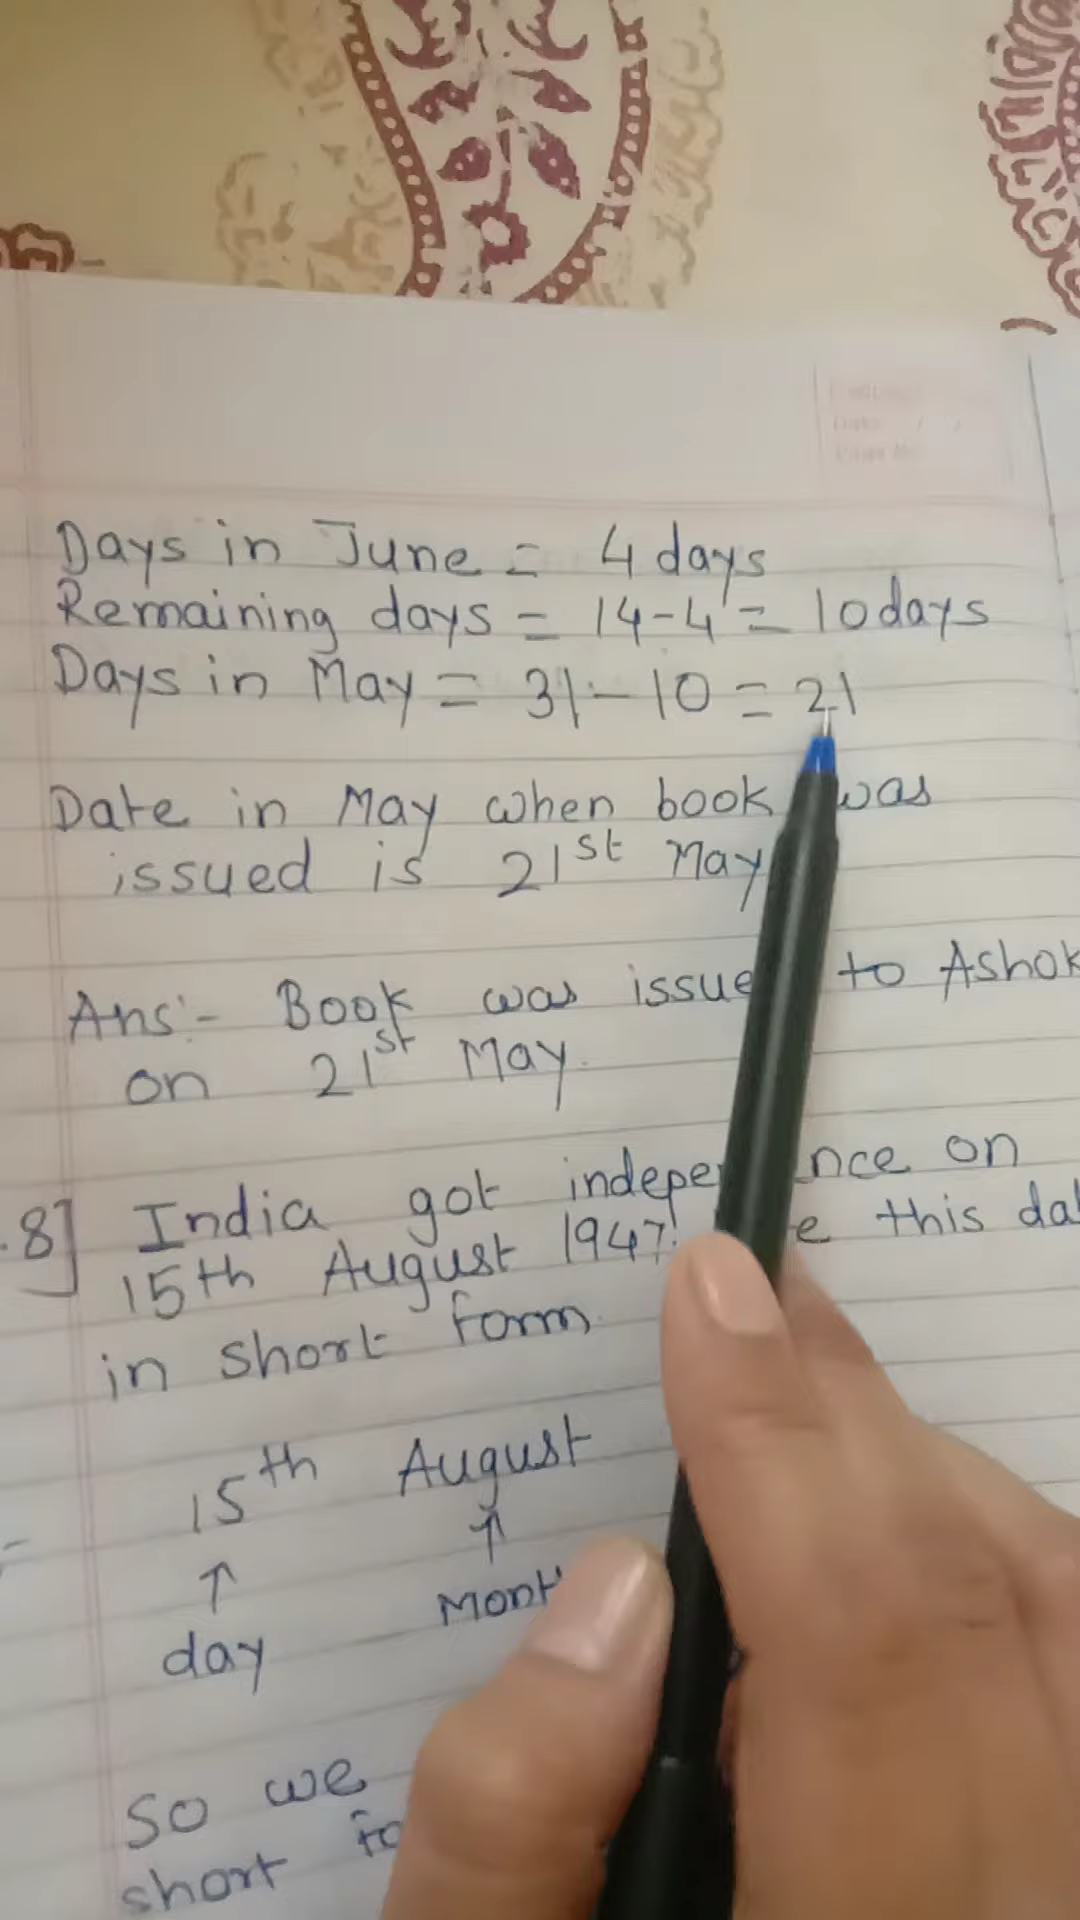 Days in June = 4 days
Remaining days = 14-4 = 10 days
Days in May = 31-10 = 21
Date in May when book was
issued is 21st May
Ans:- Book was issue to Ashok
on 21st May.
8] India got indepe nce on
15th August 1947. e this da
in short form.
15th August
↑ ↑
day Mont
So we
short fo